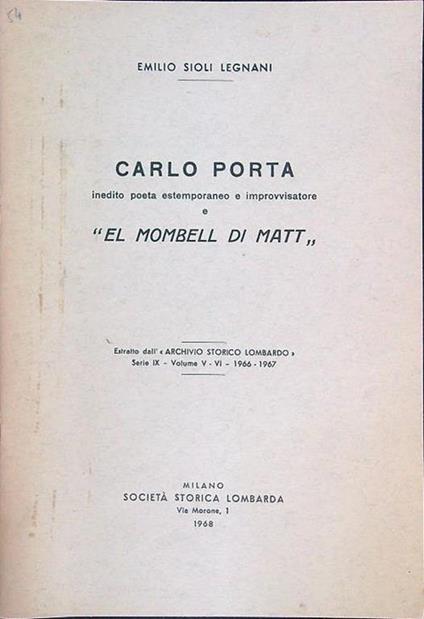 54
EMILIO SIOLI LEGNANI
CARLO PORTA
inedito poeta estemporaneo e improvvisatore
e
"EL MOMBELL DI MATT„
Estratto dall' « ARCHIVIO STORICO LOMBARDO »
Serie IX - Volume V - VI - 1966 - 1967
MILANO
SOCIETÀ STORICA LOMBARDA
Via Morone, 1
1968